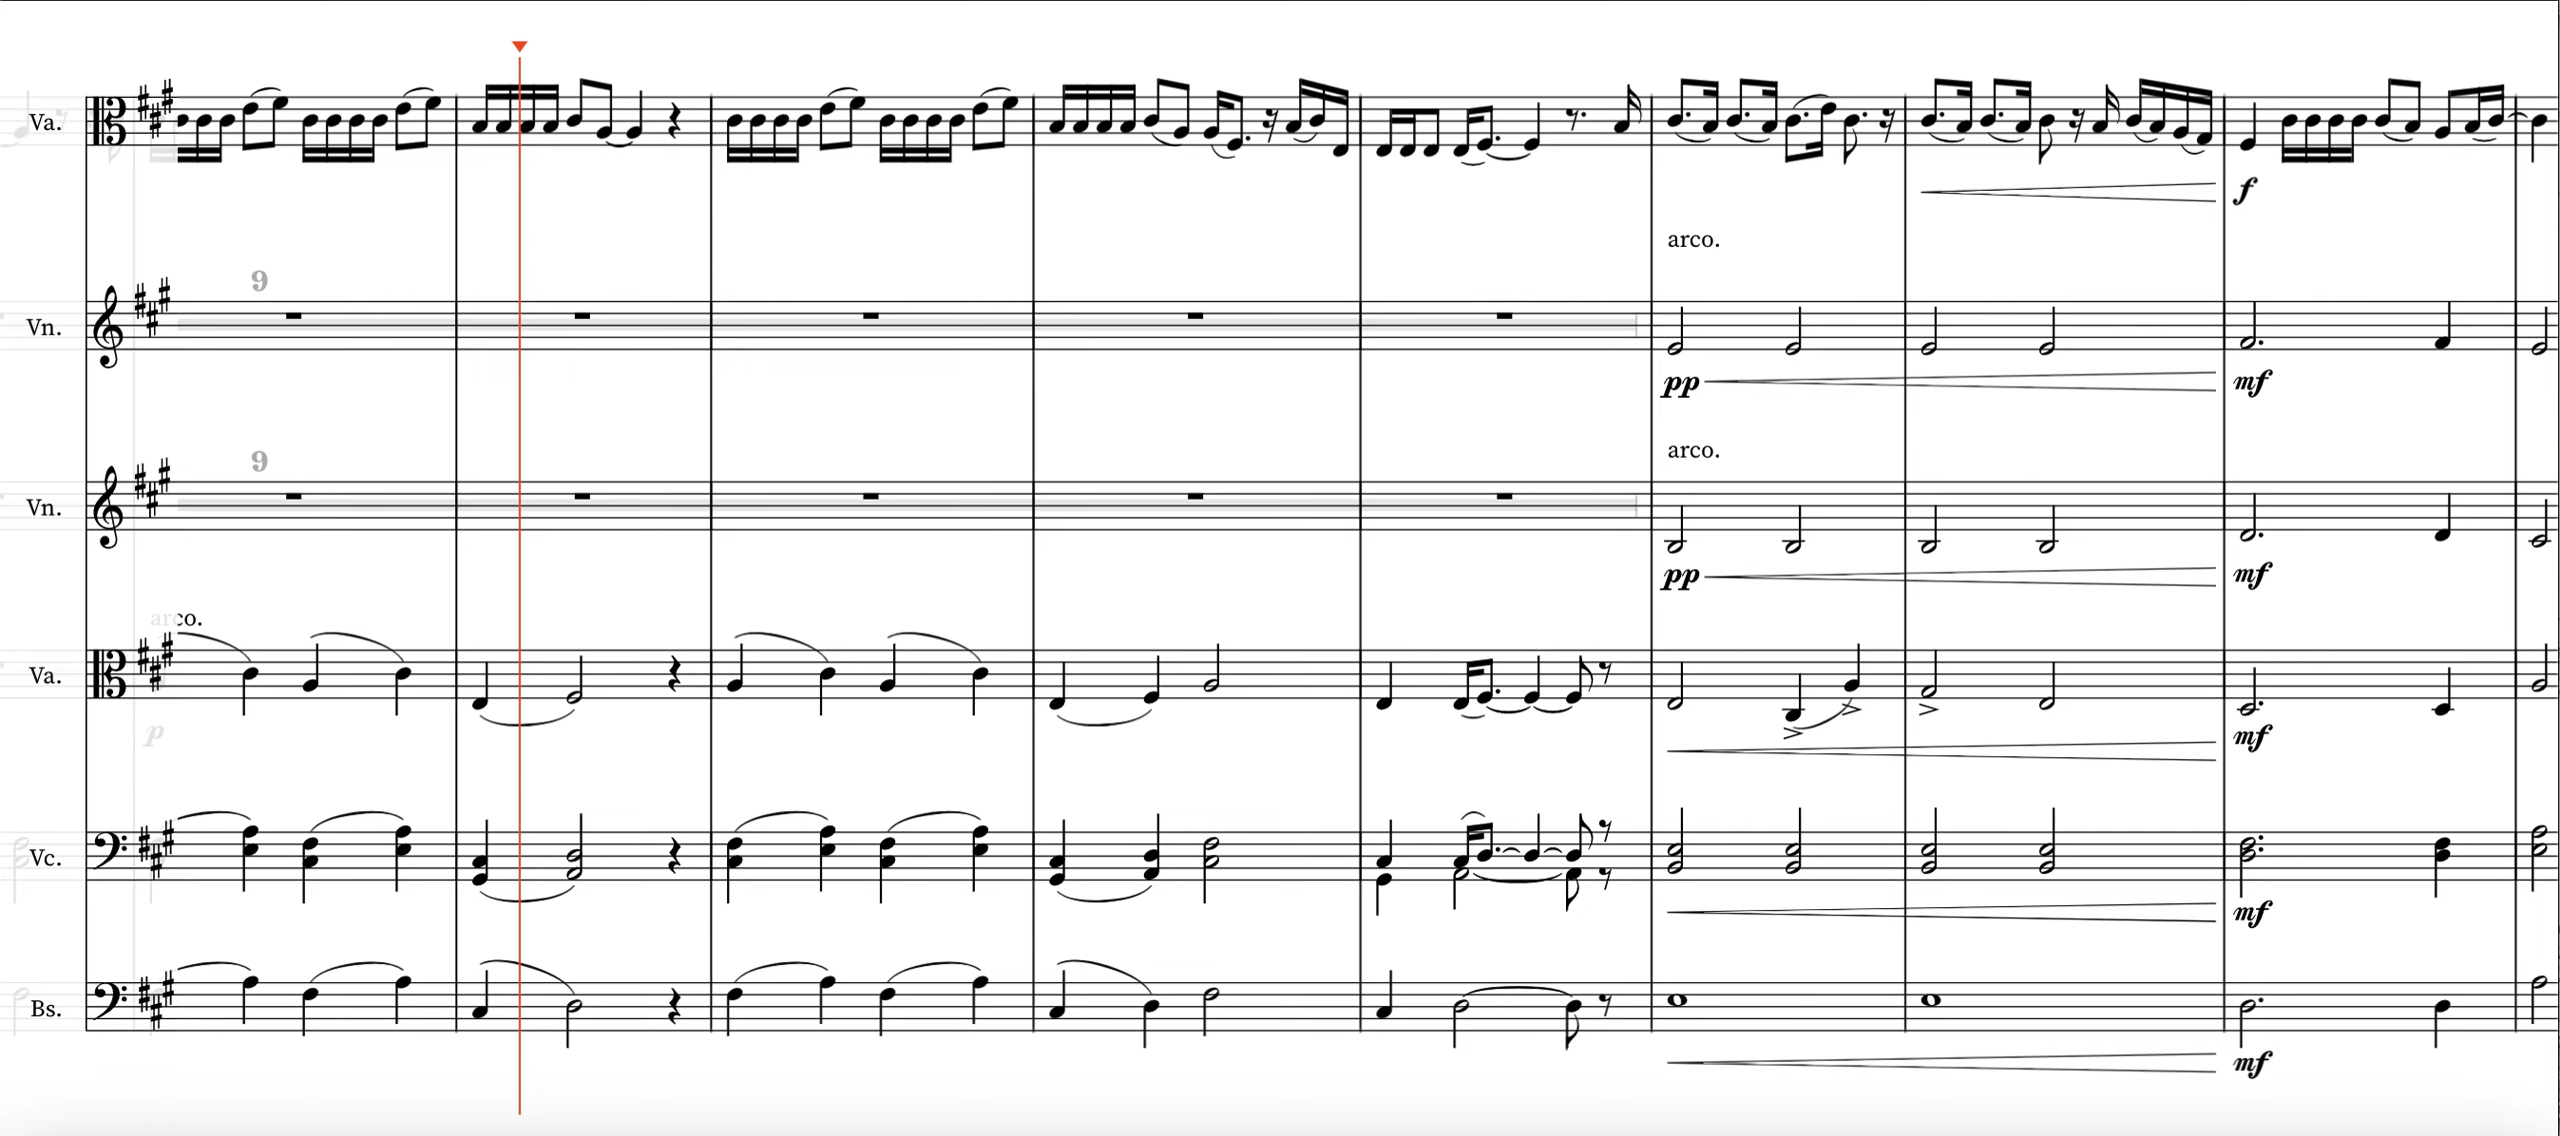 Va.
f
arco.
9
Vn.
pp mf
arco.
9
Vn.
pp mf
arco.
Va.
p mf
Vc.
mf
Bs.
mf